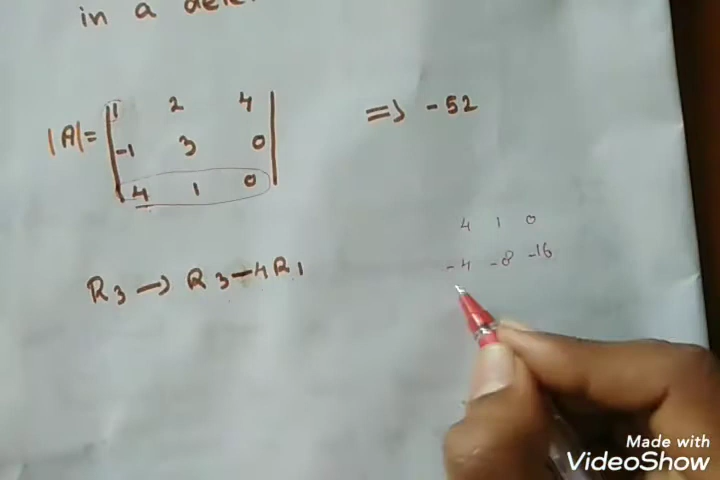 in a
|A|= | 1 2 4 | => -52
-1 3 0
4 1 0
4 1 0
-4 -8 -16
R3 → R3-4R1
Made with
VideoShow